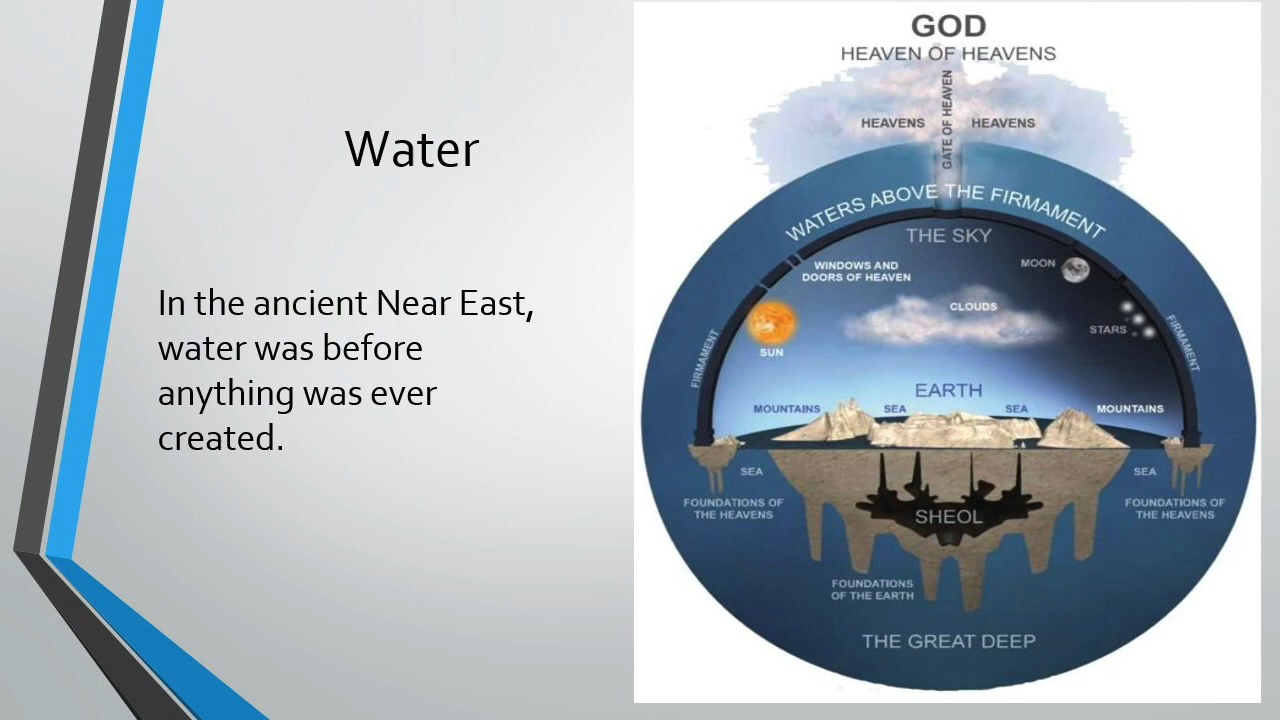 Water
In the ancient Near East,
water was before
anything was ever
created.
GOD
HEAVEN OF HEAVENS
HEAVENS
GATE OF HEAVEN
HEAVENS
WATERS ABOVE THE FIRMAMENT
THE SKY
WINDOWS AND
DOORS OF HEAVEN
MOON
CLOUDS
STARS
SUN
FIRMAMENT
FIRMAMENT
EARTH
MOUNTAINS
SEA
SEA
MOUNTAINS
SEA
SEA
FOUNDATIONS OF
THE HEAVENS
FOUNDATIONS OF
THE HEAVENS
SHEOL
FOUNDATIONS
OF THE EARTH
THE GREAT DEEP